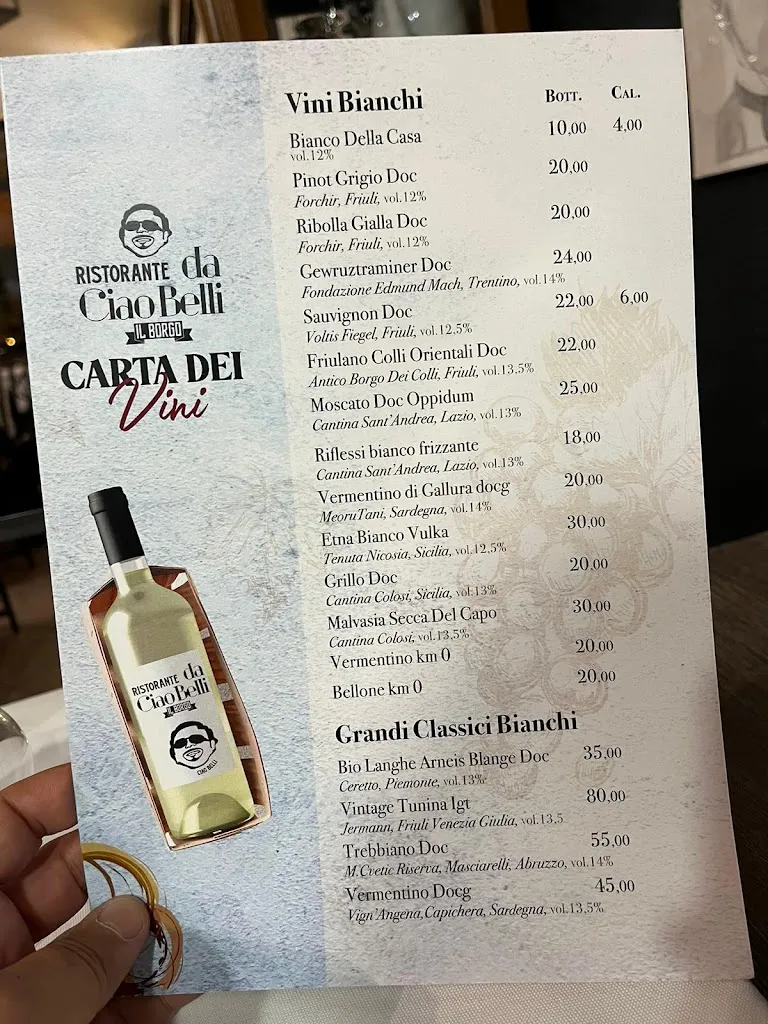 RISTORANTE da
Ciao Belli
IL BORGO
CARTA DEI
Vini
RISTORANTE da
Ciao Belli
IL BORGO
CIAO BELLI
Vini Bianchi BOTT. CAL.
Bianco Della Casa 10,00 4,00
vol.12%
Pinot Grigio Doc 20,00
Forchir, Friuli, vol.12%
Ribolla Gialla Doc 20,00
Forchir, Friuli, vol.12%
Gewruztraminer Doc 24,00
Fondazione Edmund Mach, Trentino, vol.14%
Sauvignon Doc 22,00 6,00
Voltis Fiegel, Friuli, vol.12,5%
Friulano Colli Orientali Doc 22,00
Antico Borgo Dei Colli, Friuli, vol.13,5%
Moscato Doc Oppidum 25,00
Cantina Sant'Andrea, Lazio, vol.13%
Riflessi bianco frizzante 18,00
Cantina Sant'Andrea, Lazio, vol.13%
Vermentino di Gallura docg 20,00
MeoruTani, Sardegna, vol.14%
Etna Bianco Vulka 30,00
Tenuta Nicosia, Sicilia, vol.12,5%
Grillo Doc 20,00
Cantina Colosi, Sicilia, vol.13%
Malvasia Secca Del Capo 30,00
Cantina Colosi, vol.13,5%
Vermentino km 0 20,00
Bellone km 0 20,00
Grandi Classici Bianchi
Bio Langhe Arneis Blange Doc 35,00
Ceretto, Piemonte, vol.13%
Vintage Tunina Igt 80,00
Jermann, Friuli Venezia Giulia, vol.13,5
Trebbiano Doc 55,00
M.Cvetic Riserva, Masciarelli, Abruzzo, vol.14%
Vermentino Docg 45,00
Vign'Angena,Capichera, Sardegna, vol.13,5%